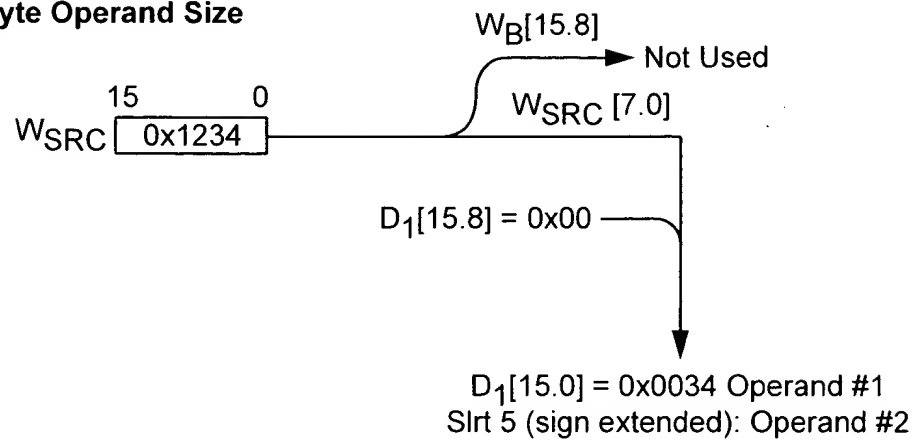 yte Operand Size
WB[15.8]
Not Used
15 0
WSRC 0x1234
WSRC [7.0]
D1[15.8] = 0x00
D1[15.0] = 0x0034 Operand #1
Slrt 5 (sign extended): Operand #2